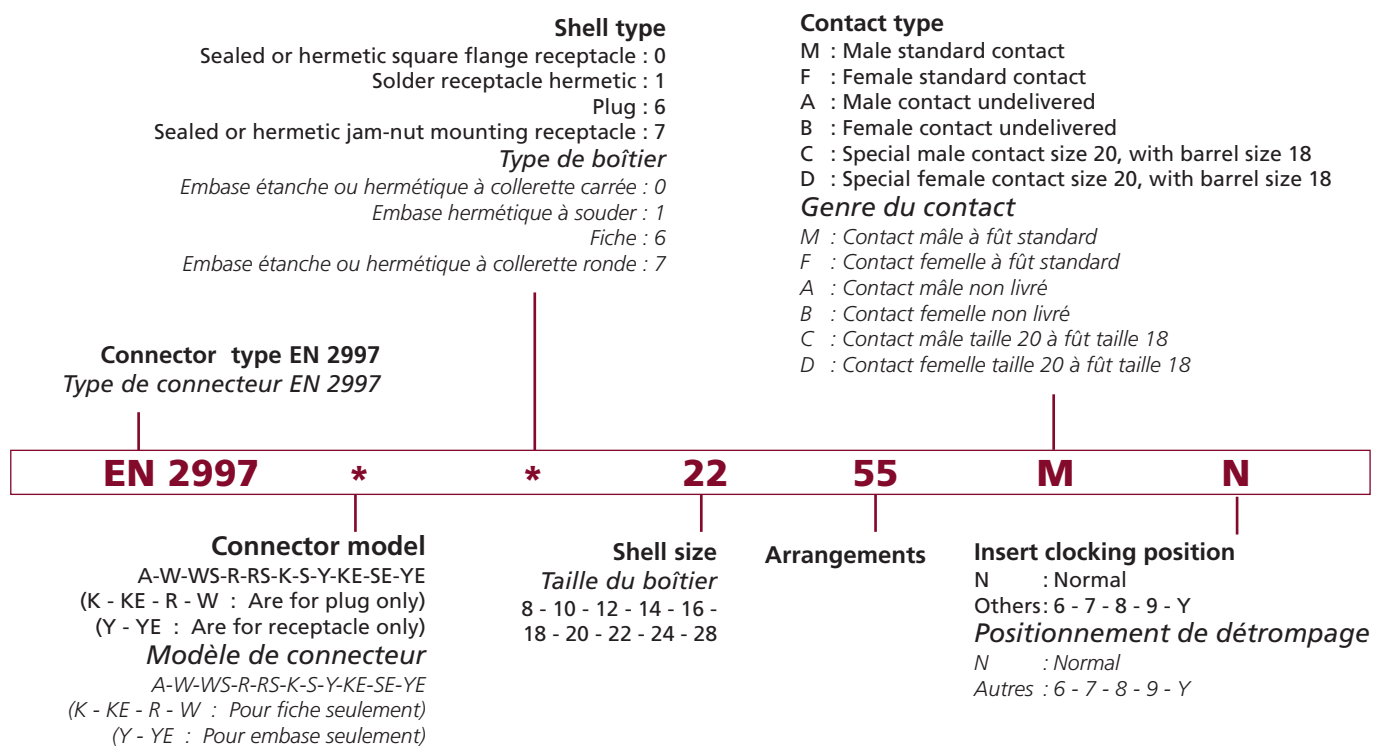 Shell type
Sealed or hermetic square flange receptacle : 0
Solder receptacle hermetic : 1
Plug : 6
Sealed or hermetic jam-nut mounting receptacle : 7
Type de boîtier
Embase étanche ou hermétique à collerette carrée : 0
Embase hermétique à souder : 1
Fiche : 6
Embase étanche ou hermétique à collerette ronde : 7
Contact type
M : Male standard contact
F : Female standard contact
A : Male contact undelivered
B : Female contact undelivered
C : Special male contact size 20, with barrel size 18
D : Special female contact size 20, with barrel size 18
Genre du contact
M : Contact mâle à fût standard
F : Contact femelle à fût standard
A : Contact mâle non livré
B : Contact femelle non livré
C : Contact mâle taille 20 à fût taille 18
D : Contact femelle taille 20 à fût taille 18
Connector type EN 2997
Type de connecteur EN 2997
EN 2997 * * 22 55 M N
Connector model
A-W-WS-R-RS-K-S-Y-KE-SE-YE
(K - KE - R - W : Are for plug only)
(Y - YE : Are for receptacle only)
Modèle de connecteur
A-W-WS-R-RS-K-S-Y-KE-SE-YE
(K - KE - R - W : Pour fiche seulement)
(Y - YE : Pour embase seulement)
Shell size
Taille du boîtier
8 - 10 - 12 - 14 - 16 -
18 - 20 - 22 - 24 - 28
Arrangements
Insert clocking position
N : Normal
Others: 6 - 7 - 8 - 9 - Y
Positionnement de détrompage
N : Normal
Autres : 6 - 7 - 8 - 9 - Y